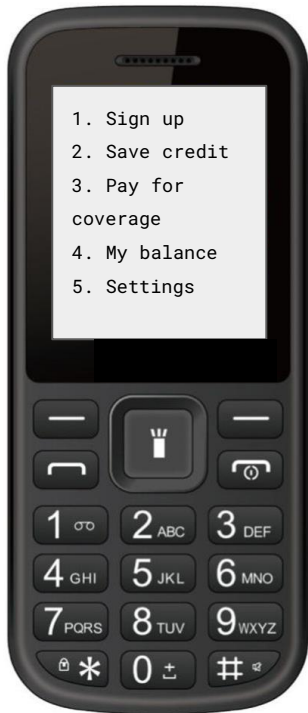 1. Sign up
2. Save credit
3. Pay for
coverage
4. My balance
5. Settings
1
2 ABC
3 DEF
4 GHI
5 JKL
6 MNO
7 PQRS
8 TUV
9 WXYZ
*
0 +
#